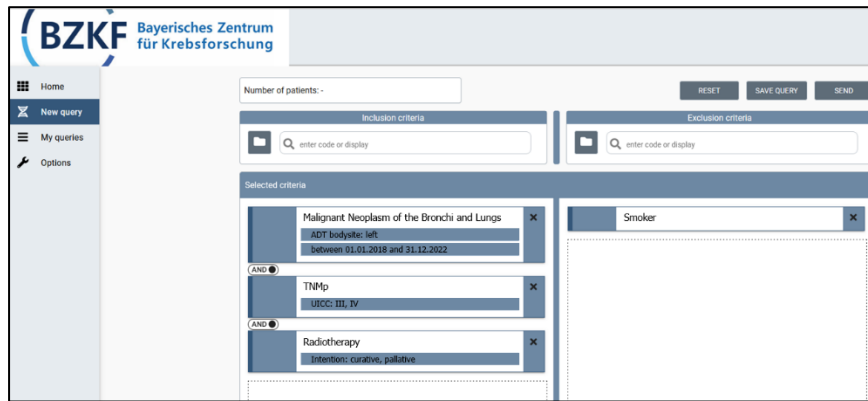 BZKF Bayerisches Zentrum
für Krebsforschung
Home
New query
My queries
Options
Number of patients: -
RESET
SAVE QUERY
SEND
Inclusion criteria
enter code or display
Exclusion criteria
enter code or display
Selected criteria
Malignant Neoplasm of the Bronchi and Lungs
ADT bodysite: left
between 01.01.2018 and 31.12.2022
AND
TNMp
UICC: III, IV
AND
Radiotherapy
Intention: curative, pallative
Smoker